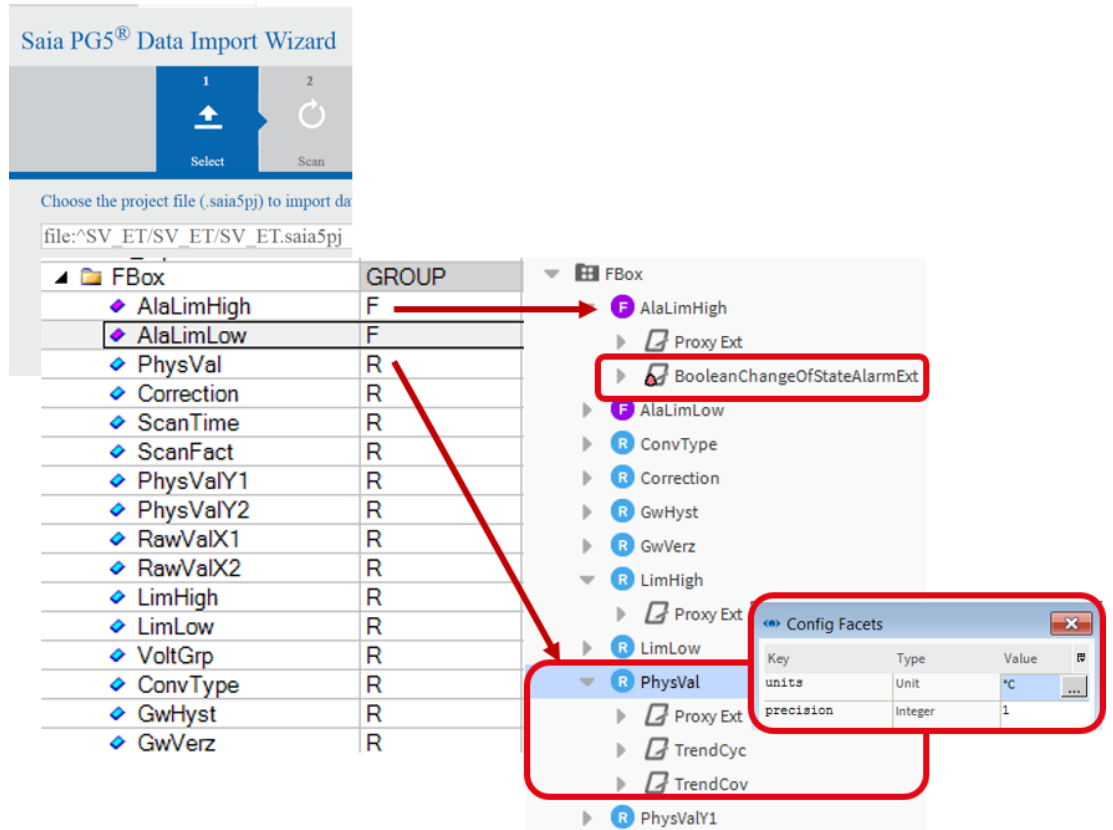 Saia PG5® Data Import Wizard
1
2
Select
Scan
Choose the project file (.saia5pj) to import da
file:^SV_ET/SV_ET/SV_ET.saia5pj
FBox GROUP
AlaLimHigh F
AlaLimLow F
PhysVal R
Correction R
ScanTime R
ScanFact R
PhysValY1 R
PhysValY2 R
RawValX1 R
RawValX2 R
LimHigh R
LimLow R
VoltGrp R
ConvType R
GwHyst R
GwVerz R
FBox
F AlaLimHigh
Proxy Ext
BooleanChangeOfStateAlarmExt
F AlaLimLow
R ConvType
R Correction
R GwHyst
R GwVerz
R LimHigh
Proxy Ext
R LimLow
R PhysVal
Proxy Ext
TrendCyc
TrendCov
R PhysValY1
Config Facets
Key Type Value
units Unit °C ...
precision Integer 1